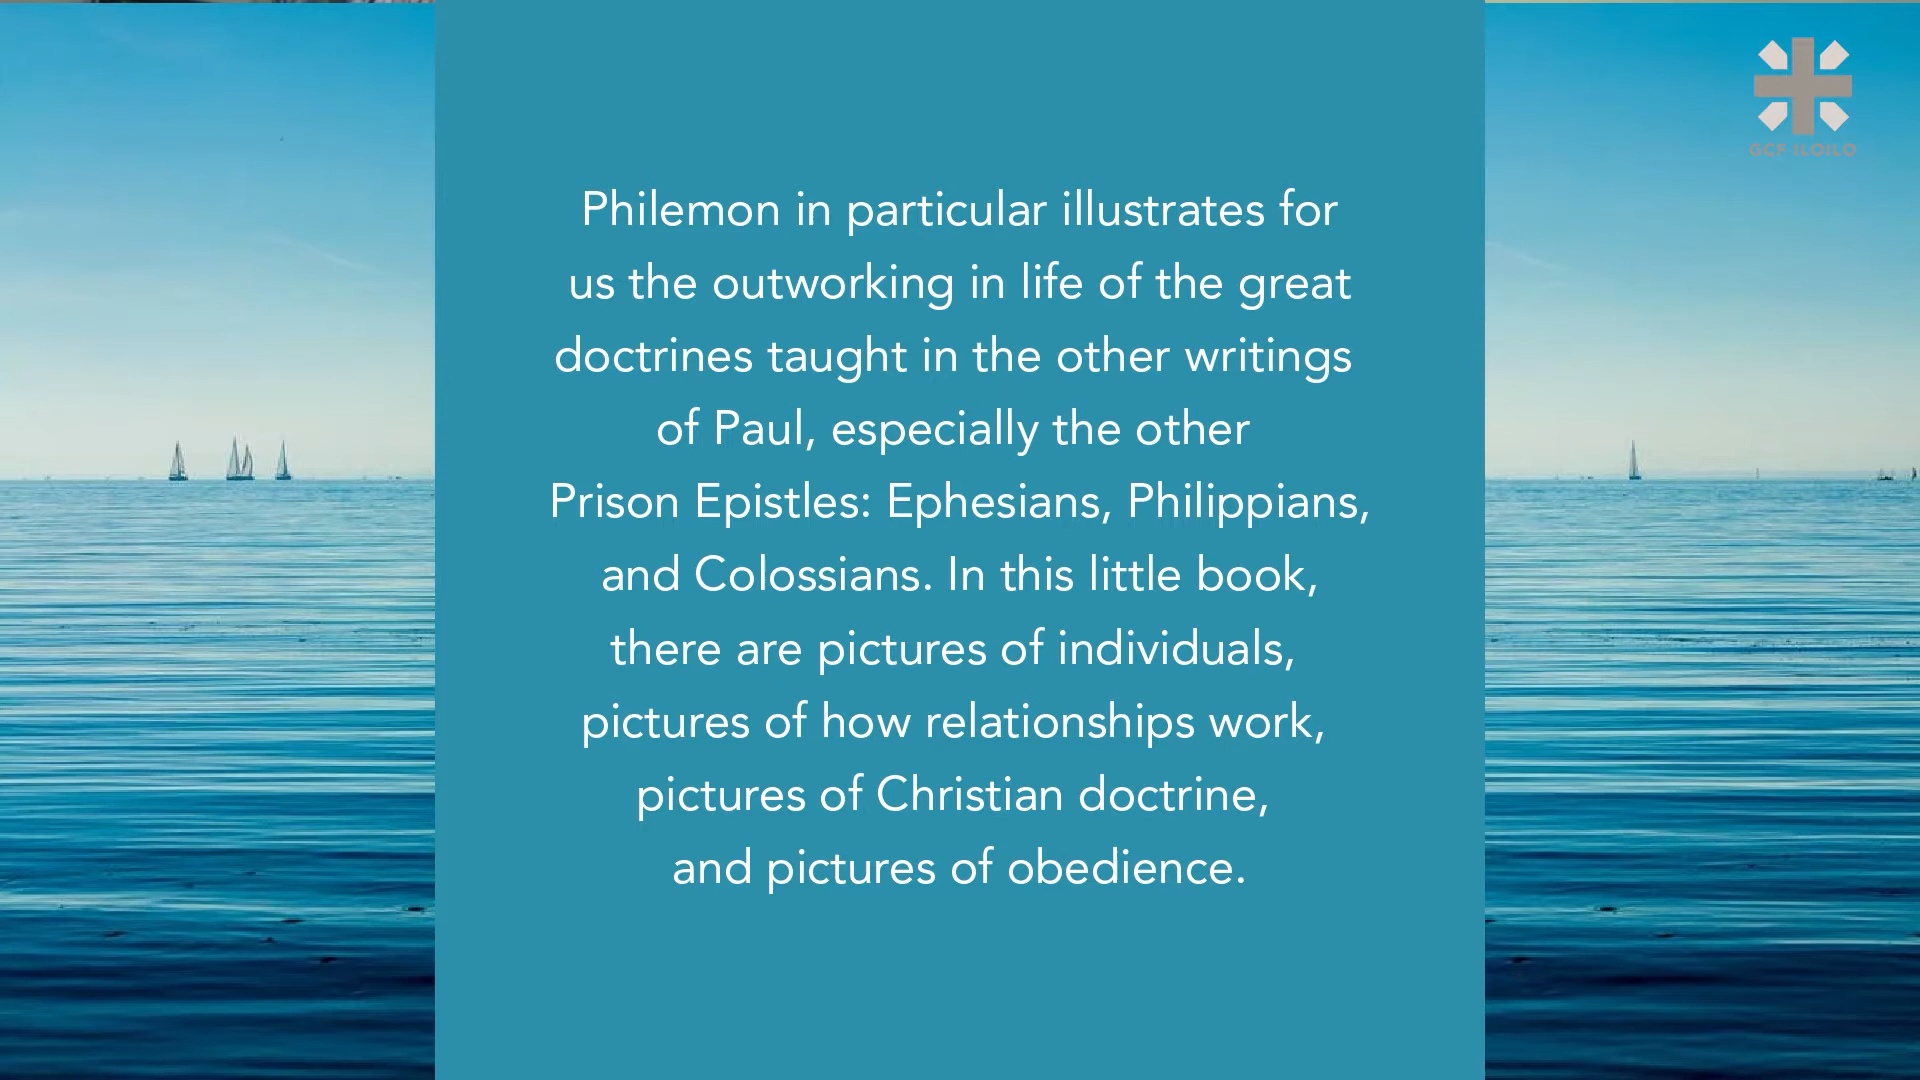 GCF ILOILO
Philemon in particular illustrates for
us the outworking in life of the great
doctrines taught in the other writings
of Paul, especially the other
Prison Epistles: Ephesians, Philippians,
and Colossians. In this little book,
there are pictures of individuals,
pictures of how relationships work,
pictures of Christian doctrine,
and pictures of obedience.